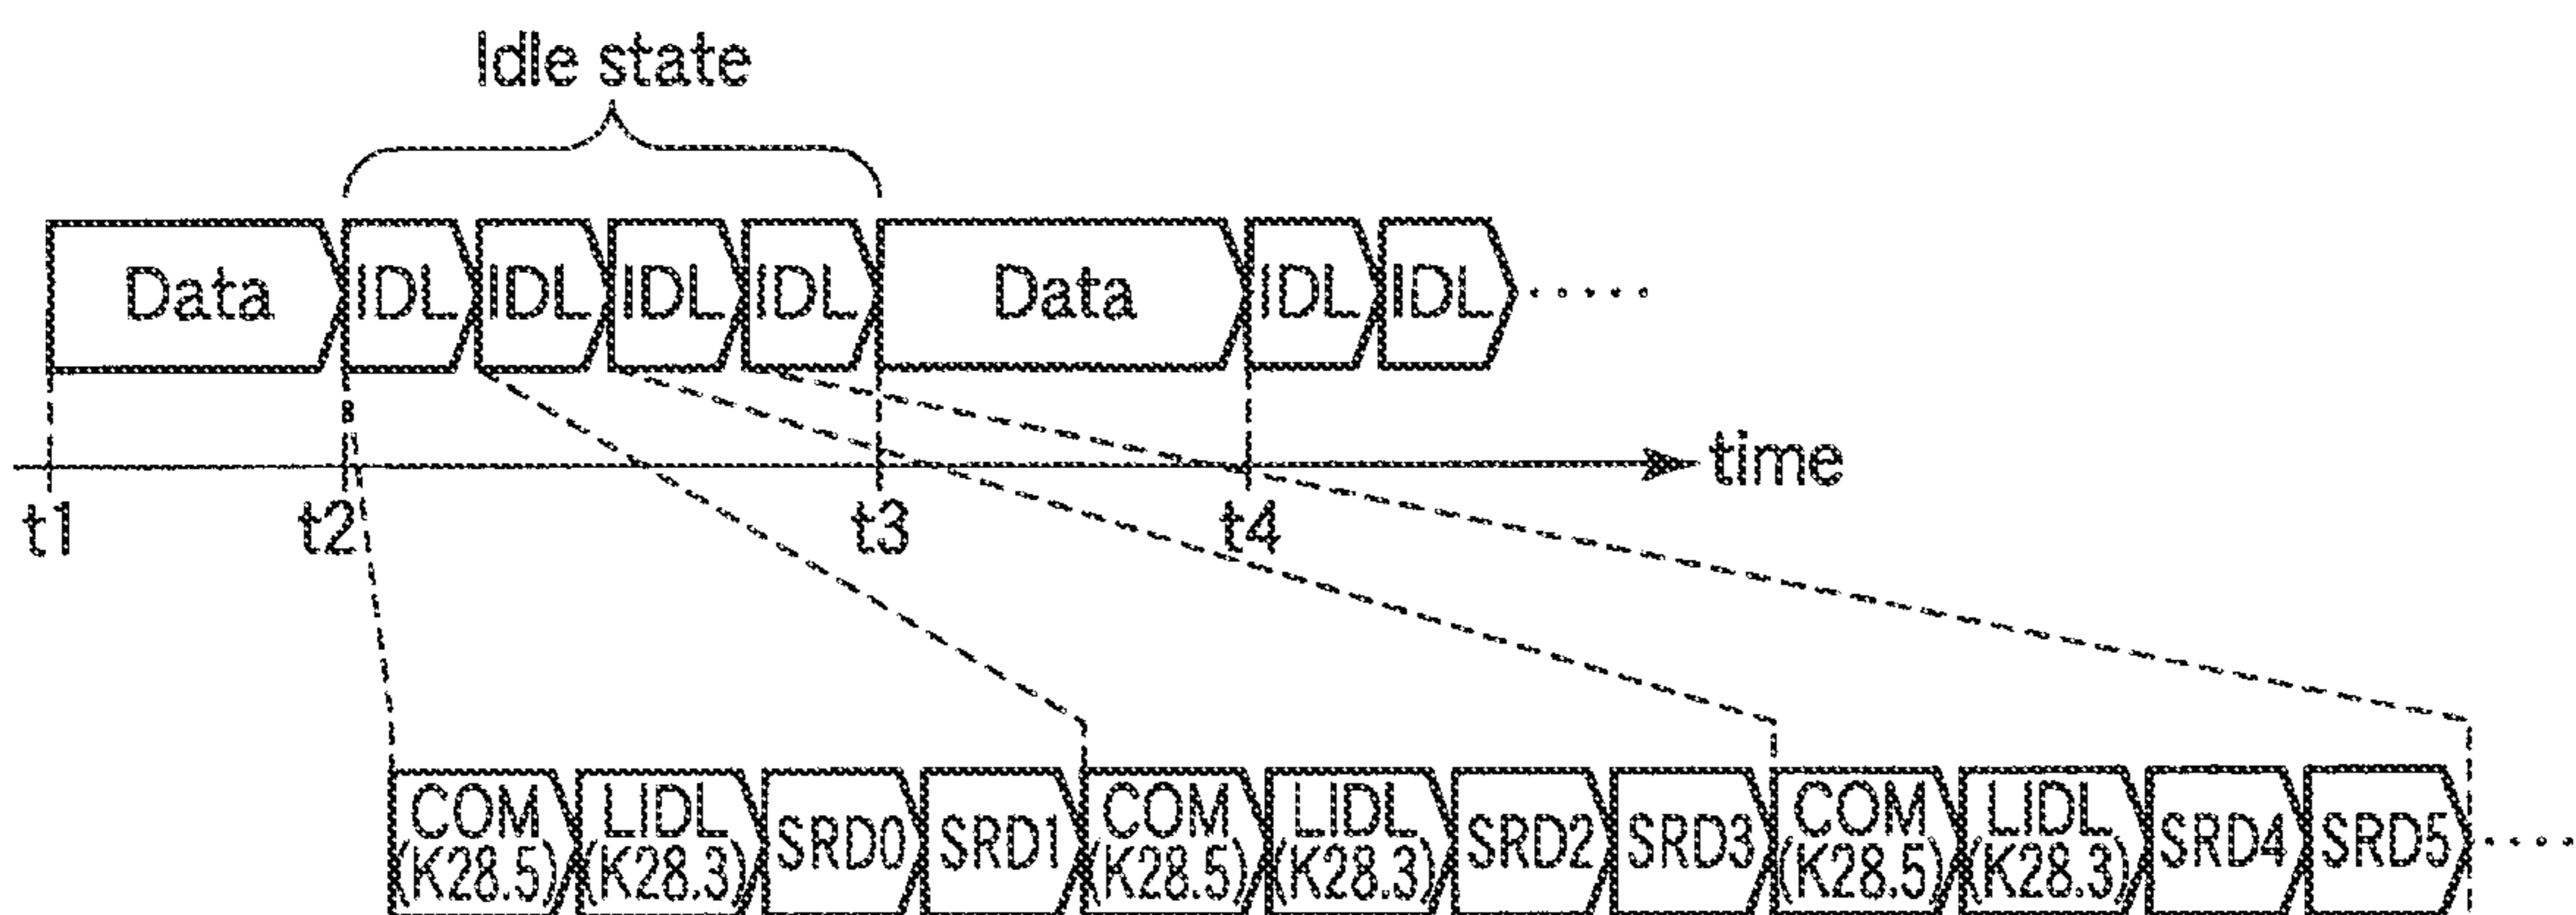 Idle state
Data IDL IDL IDL IDL Data IDL IDL .....
time
t1 t2 t3 t4
COM LIDL SRD0 SRD1 COM LIDL SRD2 SRD3 COM LIDL SRD4 SRD5 ....
(K28.5) (K28.3) (K28.5) (K28.3) (K28.5) (K28.3)